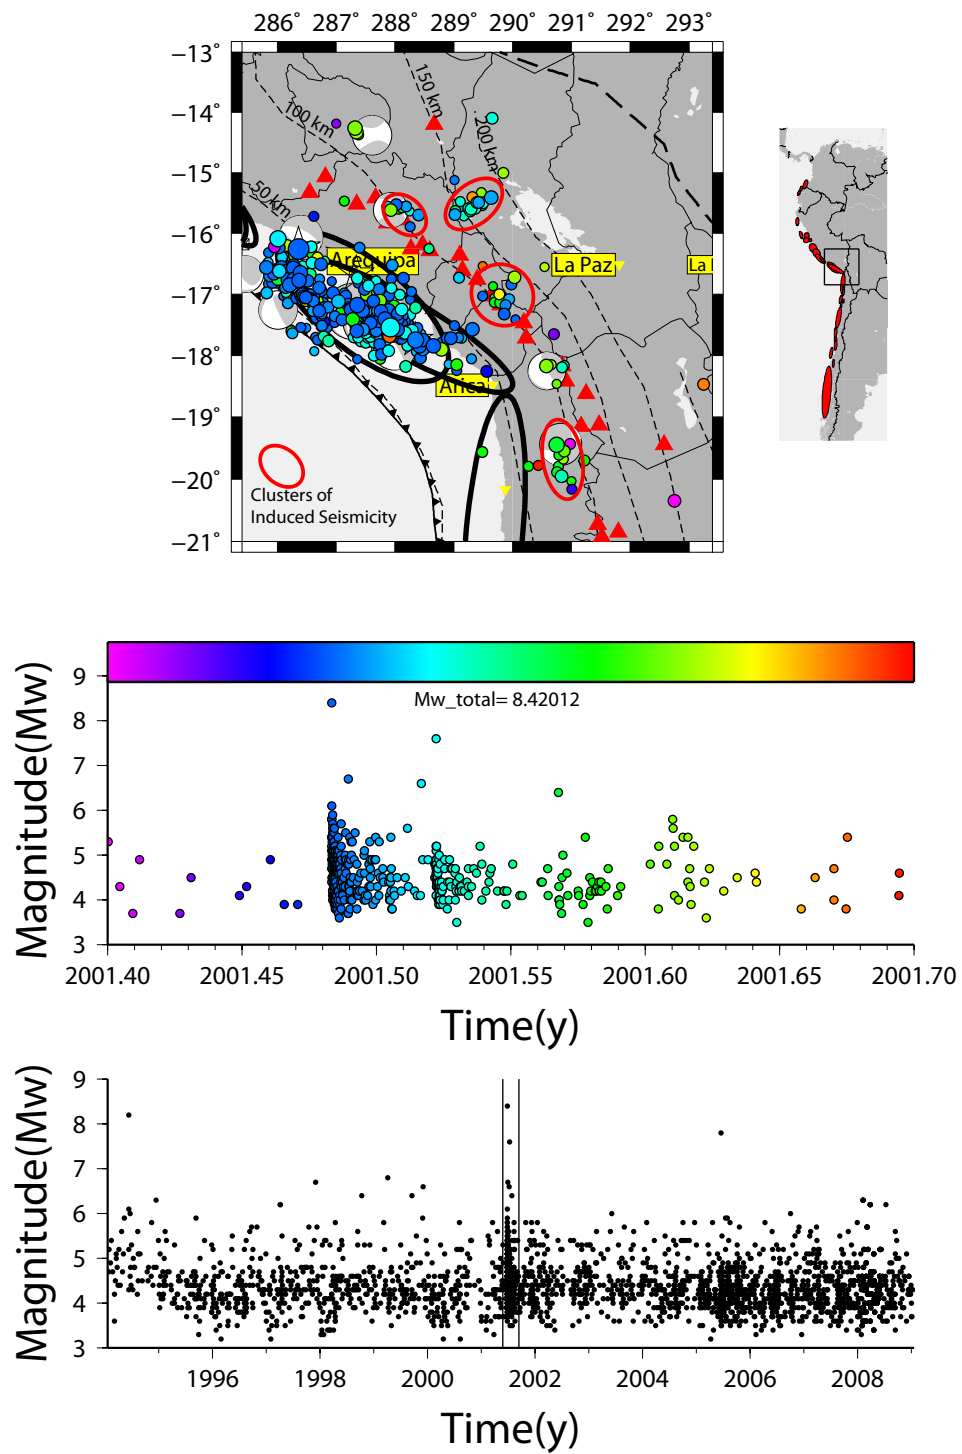 286° 287° 288° 289° 290° 291° 292° 293°
−13°
−14°
−15°
−16°
−17°
−18°
−19°
−20°
−21°
150 km
100 km
200 km
50 km
Arequipa
La Paz
Arica
Clusters of
Induced Seismicity
Magnitude(Mw)
9
8
7
6
5
4
3
Mw_total= 8.42012
2001.40 2001.45 2001.50 2001.55 2001.60 2001.65 2001.70
Time(y)
Magnitude(Mw)
9
8
7
6
5
4
3
1996 1998 2000 2002 2004 2006 2008
Time(y)